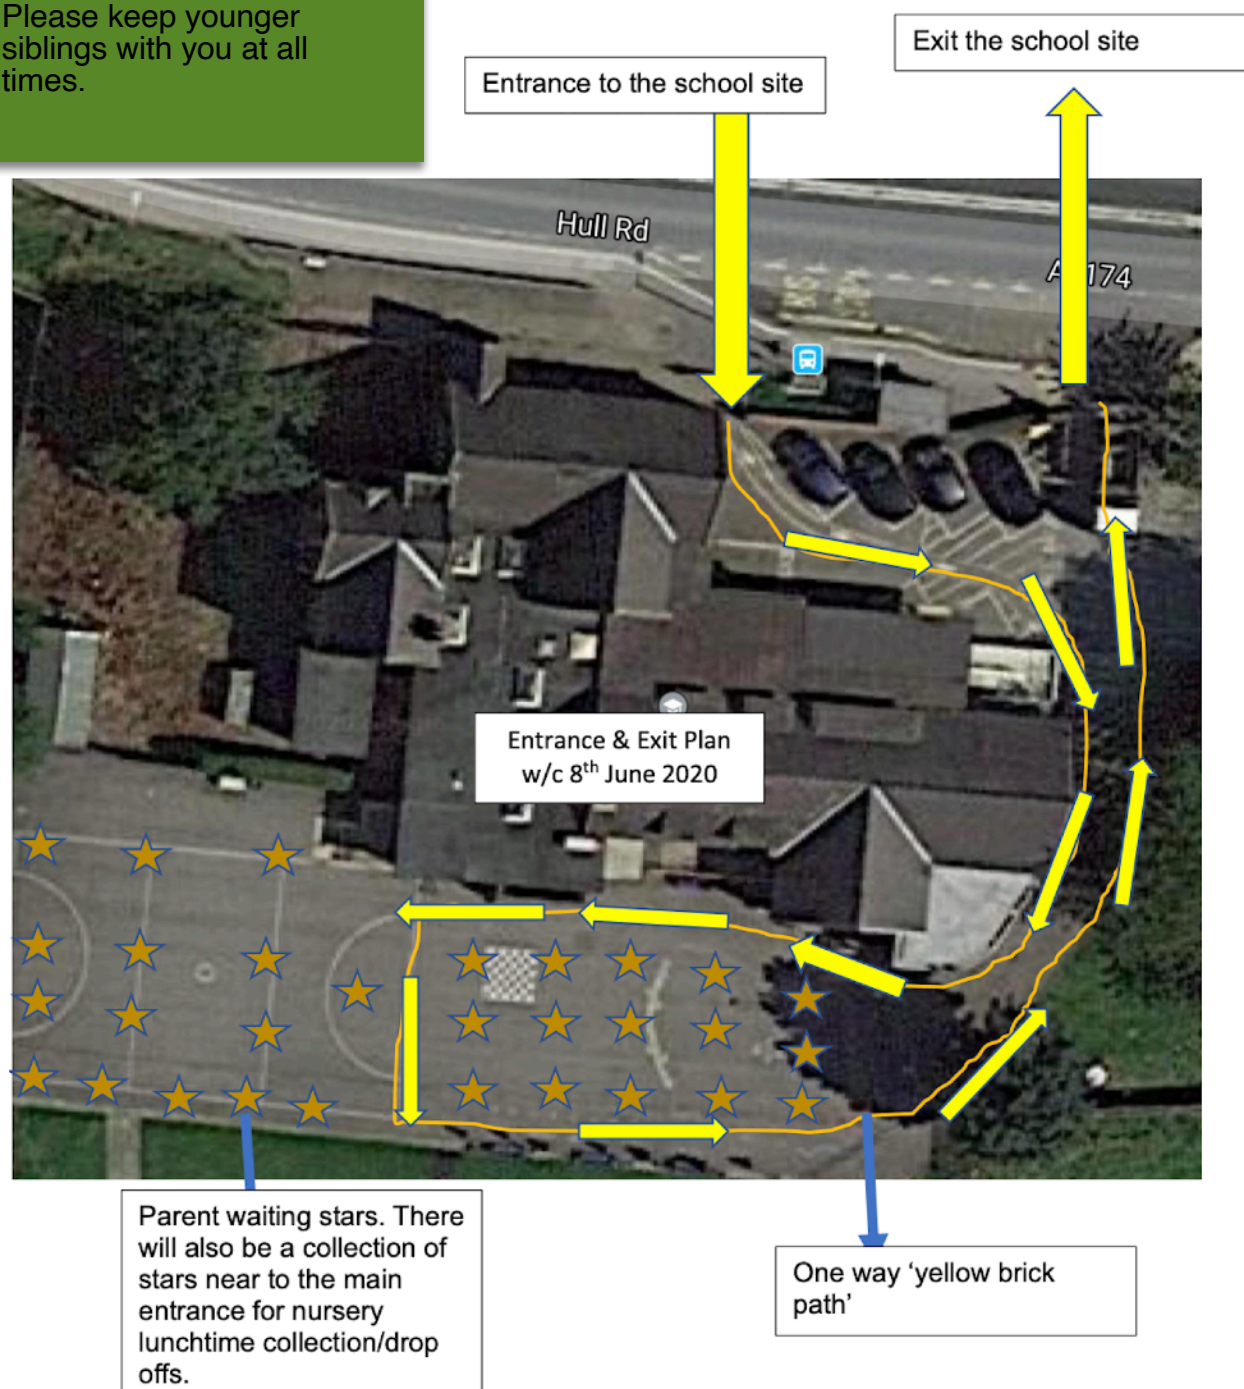 Please keep younger
siblings with you at all
times.
Entrance to the school site
Exit the school site
Hull Rd
174
Entrance & Exit Plan
w/c 8th June 2020
Parent waiting stars. There
will also be a collection of
stars near to the main
entrance for nursery
lunchtime collection/drop
offs.
One way ‘yellow brick
path’